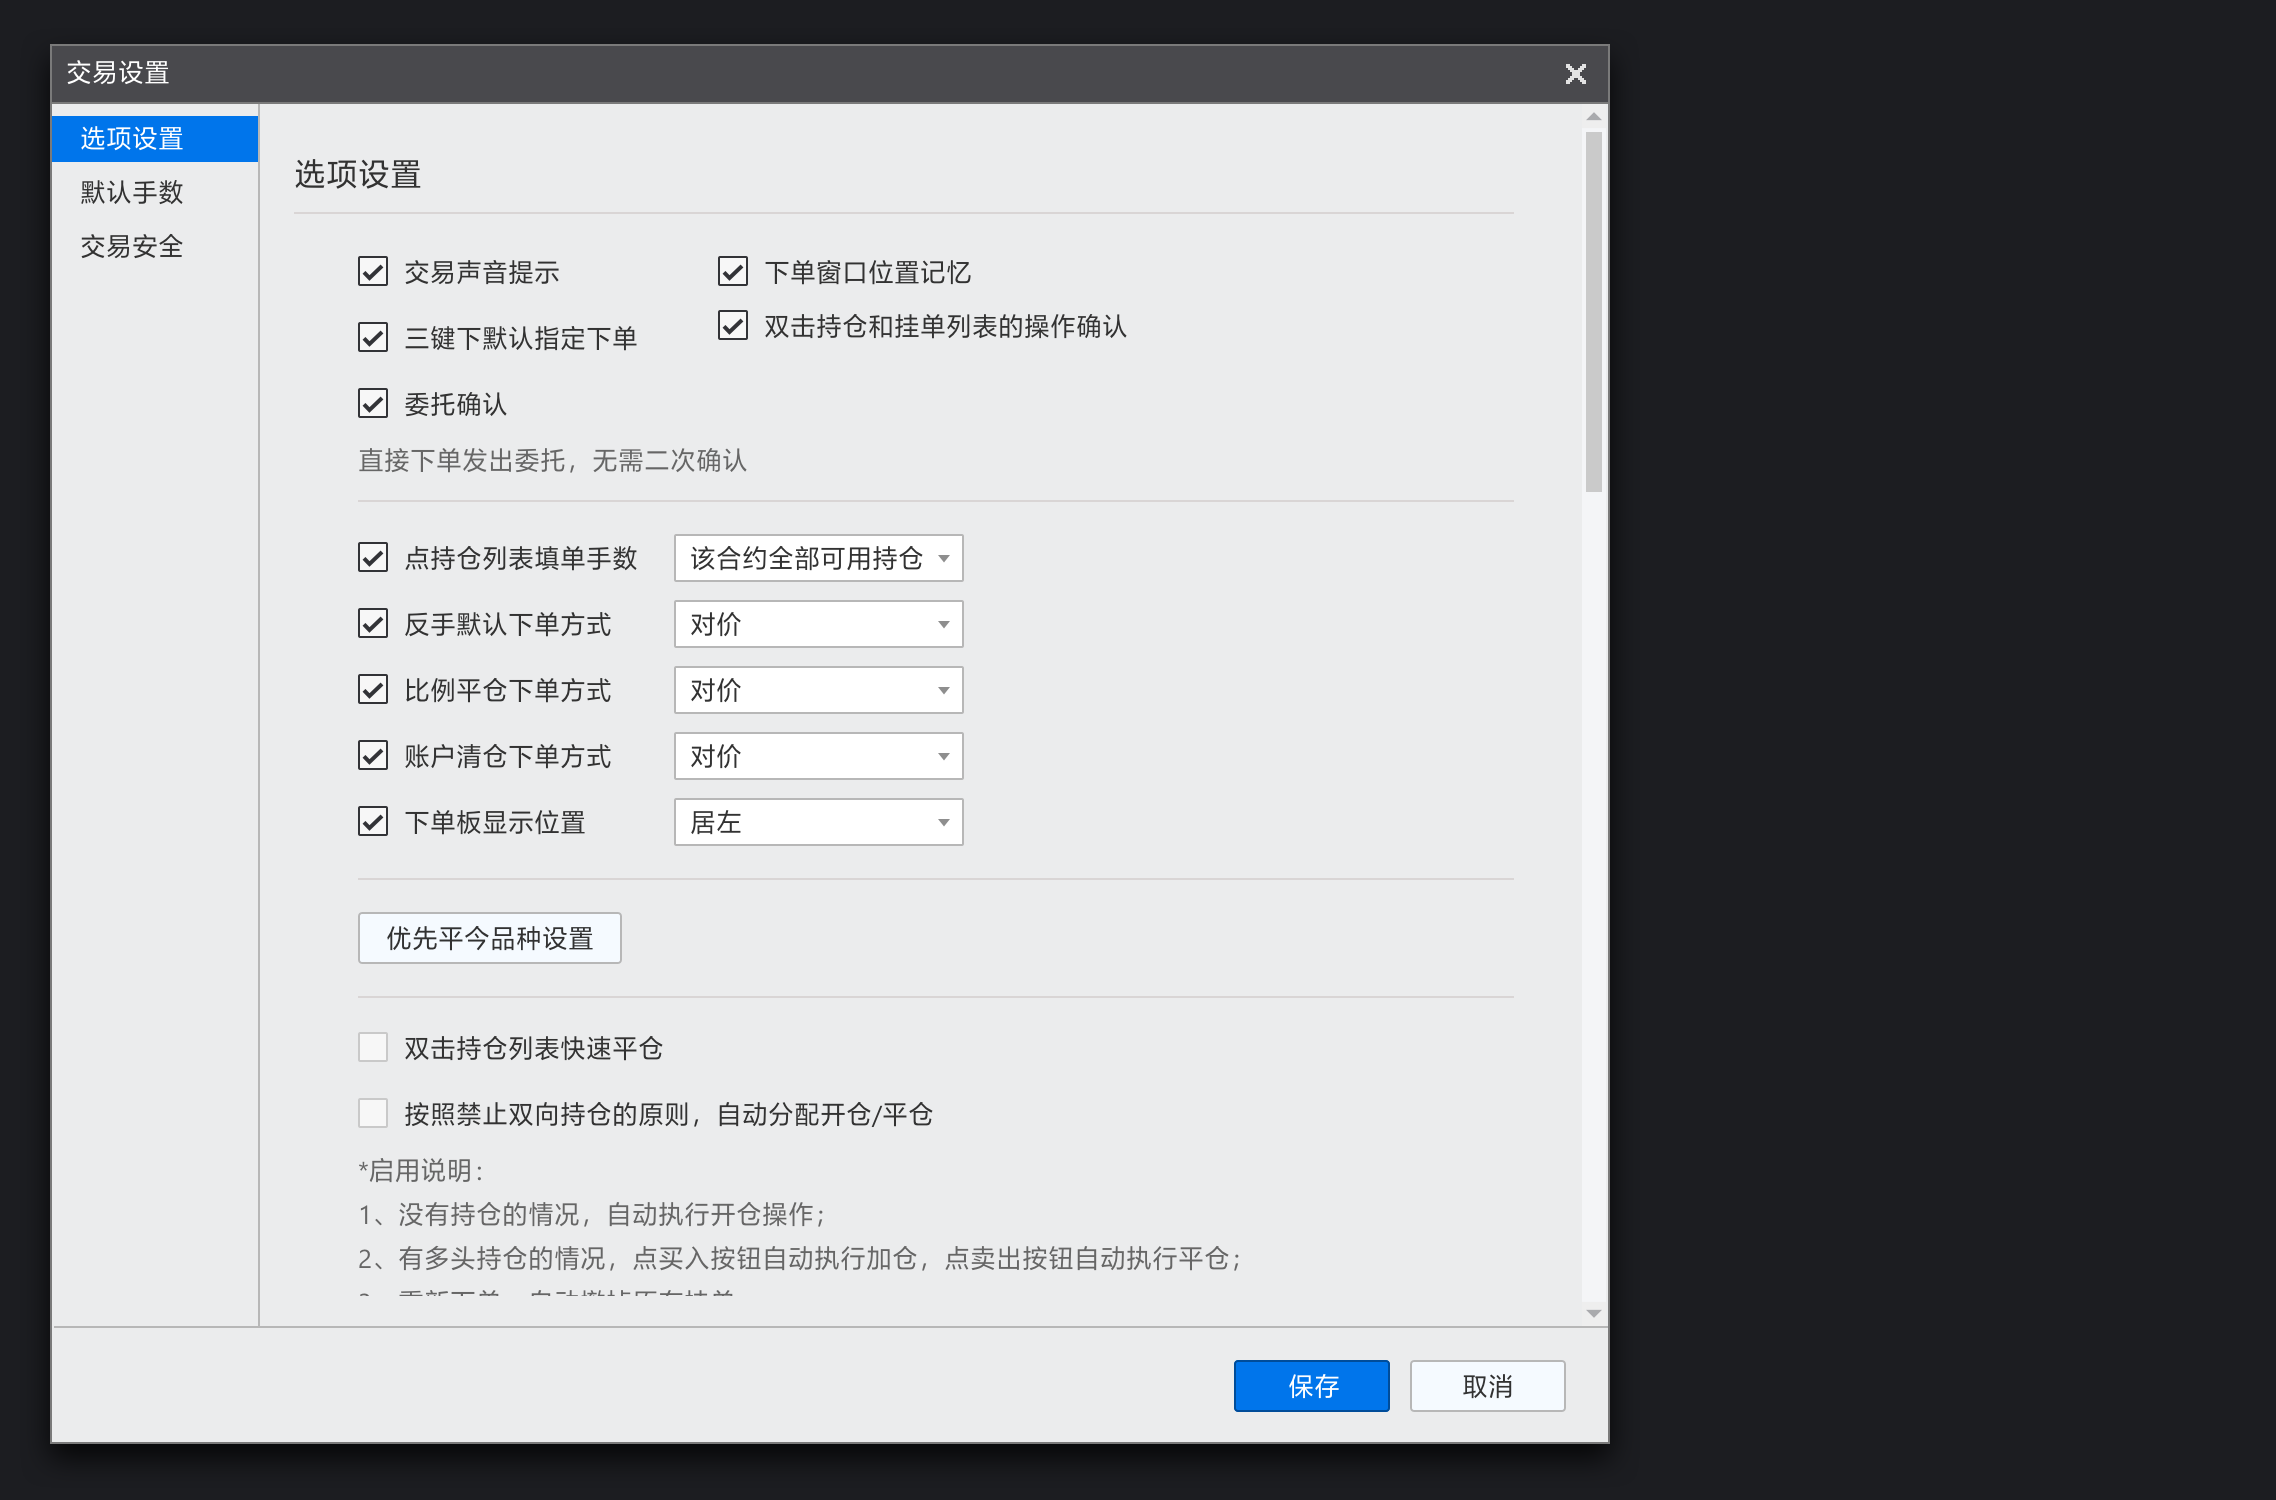 交易设置
选项设置
默认手数
交易安全
选项设置
交易声音提示
下单窗口位置记忆
三键下默认指定下单
双击持仓和挂单列表的操作确认
委托确认
直接下单发出委托，无需二次确认
点持仓列表填单手数 该合约全部可用持仓
反手默认下单方式 对价
比例平仓下单方式 对价
账户清仓下单方式 对价
下单板显示位置 居左
优先平今品种设置
双击持仓列表快速平仓
按照禁止双向持仓的原则，自动分配开仓/平仓
*启用说明：
1、没有持仓的情况，自动执行开仓操作；
2、有多头持仓的情况，点买入按钮自动执行加仓，点卖出按钮自动执行平仓；
保存
取消